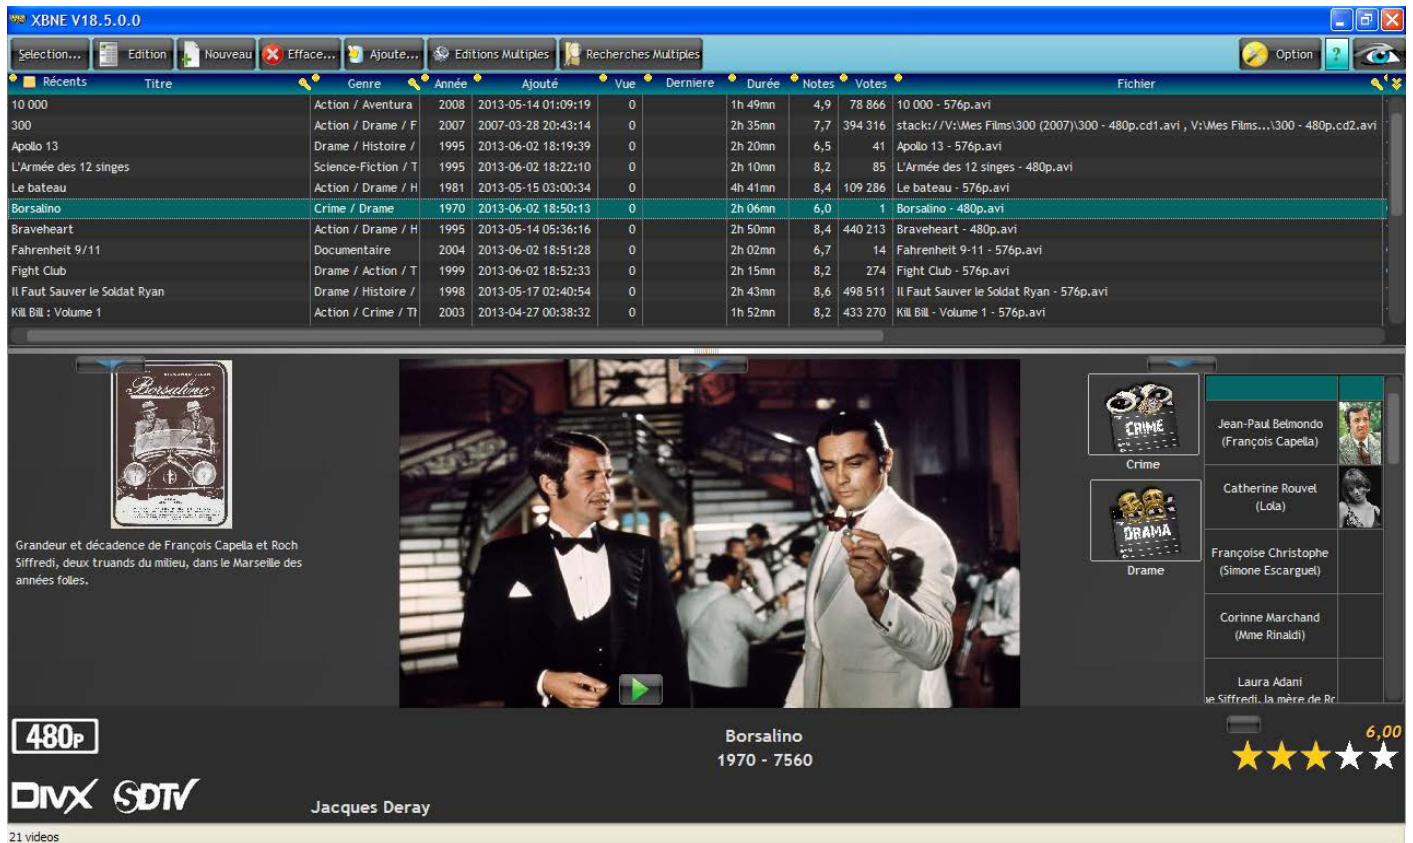 XBNE V18.5.0.0
Selection... Edition Nouveau Efface... Ajoute... Editions Multiples Recherches Multiples Option ?
Récents Titre Genre Année Ajouté Vue Derniere Durée Notes Votes Fichier
10 000 Action / Aventura 2008 2013-05-14 01:09:19 0 1h 49mn 4,9 78 866 10 000 - 576p.avi
300 Action / Drame / F 2007 2007-03-28 20:43:14 0 2h 35mn 7,7 394 316 stack://V:\Mes Films\300 (2007)\300 - 480p.cd1.avi , V:\Mes Films...\300 - 480p.cd2.avi
Apollo 13 Drame / Histoire / 1995 2013-06-02 18:19:39 0 2h 20mn 6,5 41 Apollo 13 - 576p.avi
L'Armée des 12 singes Science-Fiction / T 1995 2013-06-02 18:22:10 0 2h 10mn 8,2 85 L'Armée des 12 singes - 480p.avi
Le bateau Action / Drame / H 1981 2013-05-15 03:00:34 0 4h 41mn 8,4 109 286 Le bateau - 576p.avi
Borsalino Crime / Drame 1970 2013-06-02 18:50:13 0 2h 06mn 6,0 1 Borsalino - 480p.avi
Braveheart Action / Drame / H 1995 2013-05-14 05:36:16 0 2h 50mn 8,4 440 213 Braveheart - 480p.avi
Fahrenheit 9/11 Documentaire 2004 2013-06-02 18:51:28 0 2h 02mn 6,7 14 Fahrenheit 9-11 - 576p.avi
Fight Club Drame / Action / T 1999 2013-06-02 18:52:33 0 2h 15mn 8,2 274 Fight Club - 576p.avi
Il Faut Sauver le Soldat Ryan Drame / Histoire / 1998 2013-05-17 02:40:54 0 2h 43mn 8,6 498 511 Il Faut Sauver le Soldat Ryan - 576p.avi
Kill Bill : Volume 1 Action / Crime / Th 2003 2013-04-27 00:38:32 0 1h 52mn 8,2 433 270 Kill Bill - Volume 1 - 576p.avi
Borsalino
Grandeur et décadence de François Capella et Roch
Siffredi, deux truands du milieu, dans le Marseille des
années folles.
CRIME
Crime
DRAMA
Drame
Jean-Paul Belmondo
(François Capella)
Catherine Rouvel
(Lola)
Françoise Christophe
(Simone Escarguel)
Corinne Marchand
(Mme Rinaldi)
Laura Adani
Siffredi, la mère de
480P
Borsalino
1970 - 7560
6,00
DIVX SDTV
Jacques Deray
21 videos